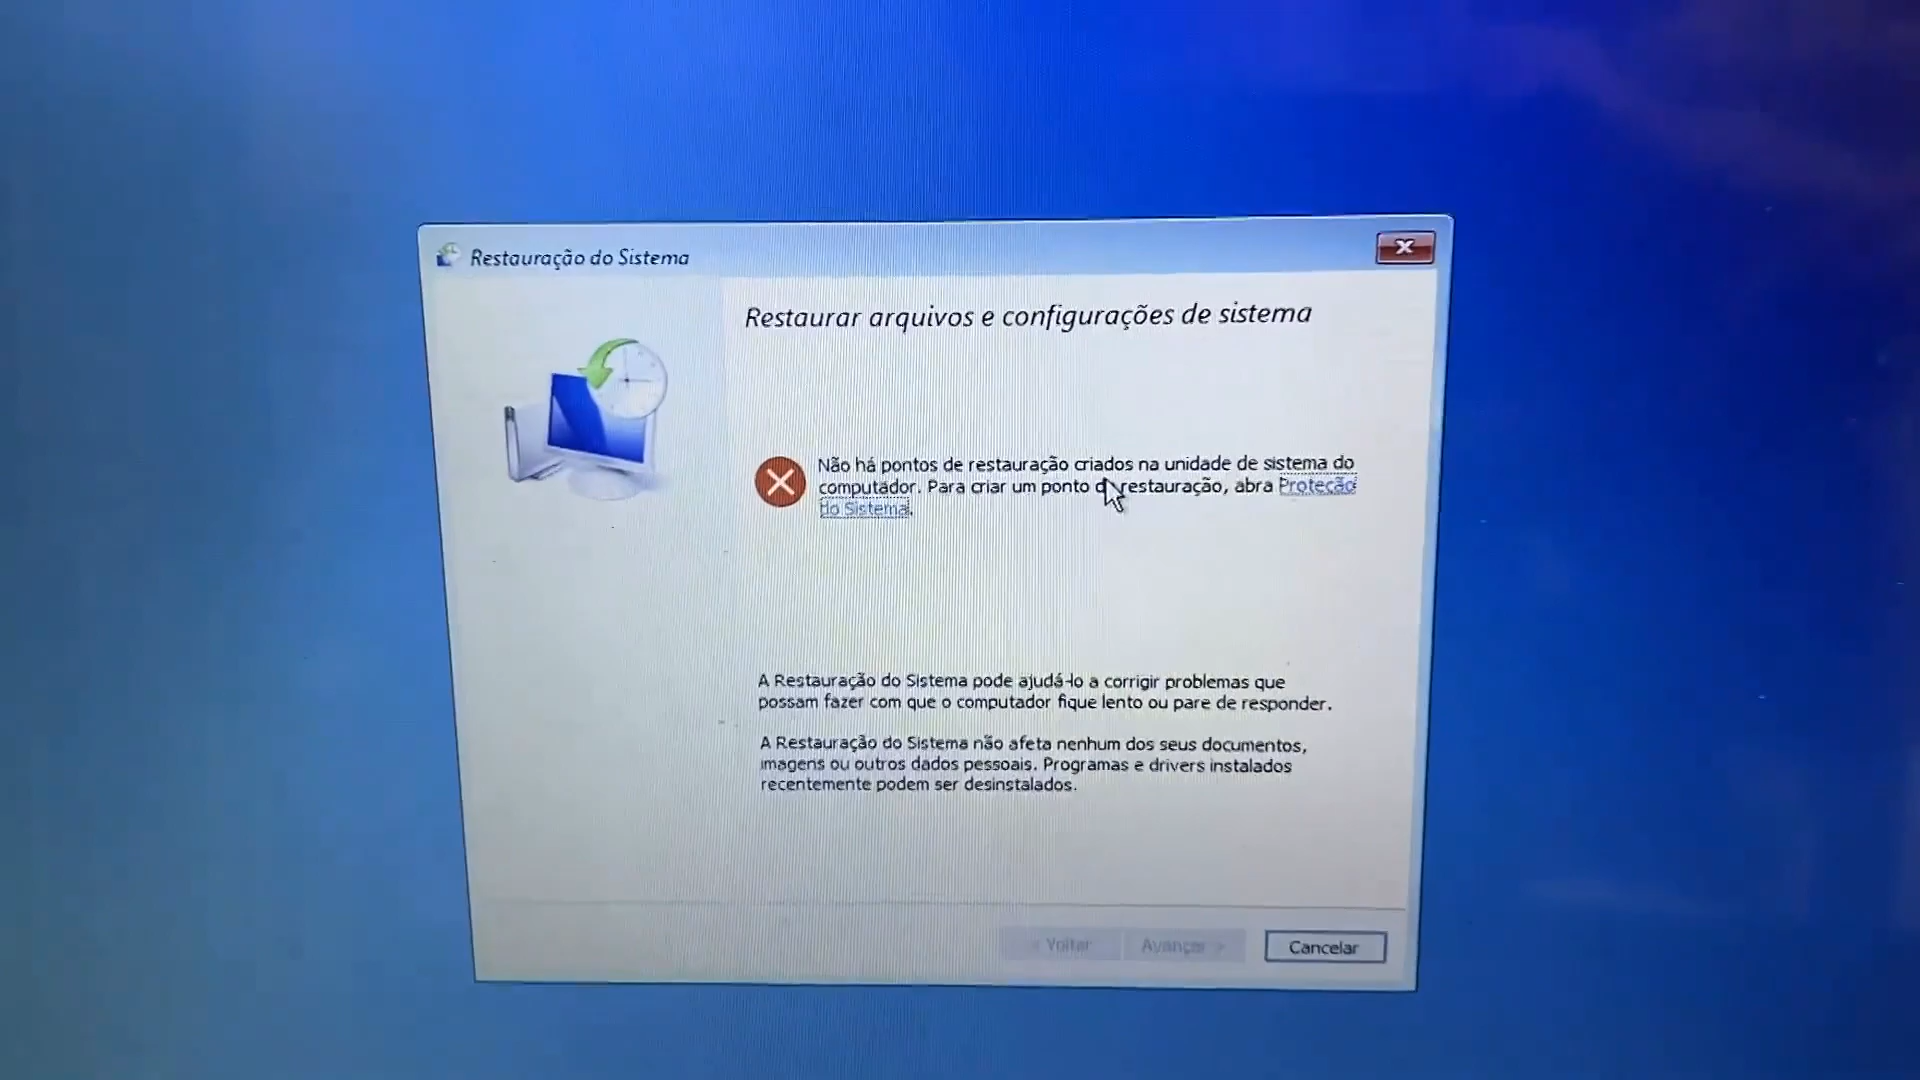 Restauração do Sistema
Restaurar arquivos e configurações de sistema
Não há pontos de restauração criados na unidade de sistema do
computador. Para criar um ponto d restauração, abra Proteção
do Sistema.
A Restauração do Sistema pode ajudá-lo a corrigir problemas que
possam fazer com que o computador fique lento ou pare de responder.
A Restauração do Sistema não afeta nenhum dos seus documentos,
imagens ou outros dados pessoais. Programas e drivers instalados
recentemente podem ser desinstalados.
< Voltar Avançar > Cancelar